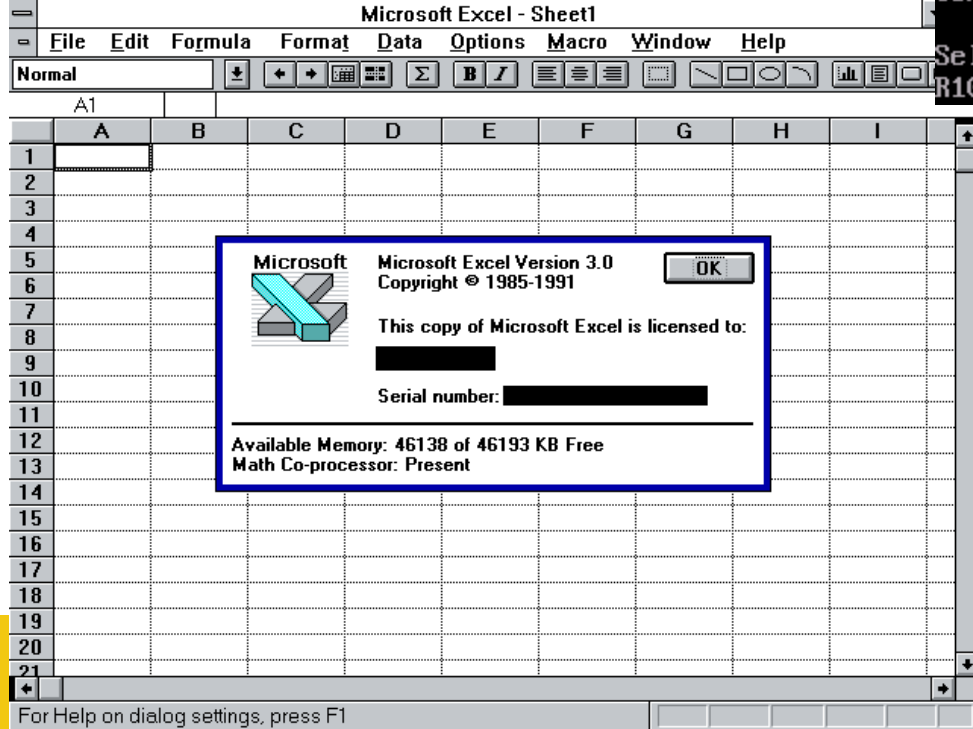 Microsoft Excel - Sheet1
File Edit Formula Format Data Options Macro Window Help
Normal Σ B I
A1
A B C D E F G H I
1
2
3
4
5
6
7
8
9
10
11
12
13
14
15
16
17
18
19
20
21
Microsoft
Microsoft Excel Version 3.0
Copyright © 1985-1991
OK
This copy of Microsoft Excel is licensed to:
Serial number:
Available Memory: 46138 of 46193 KB Free
Math Co-processor: Present
For Help on dialog settings, press F1